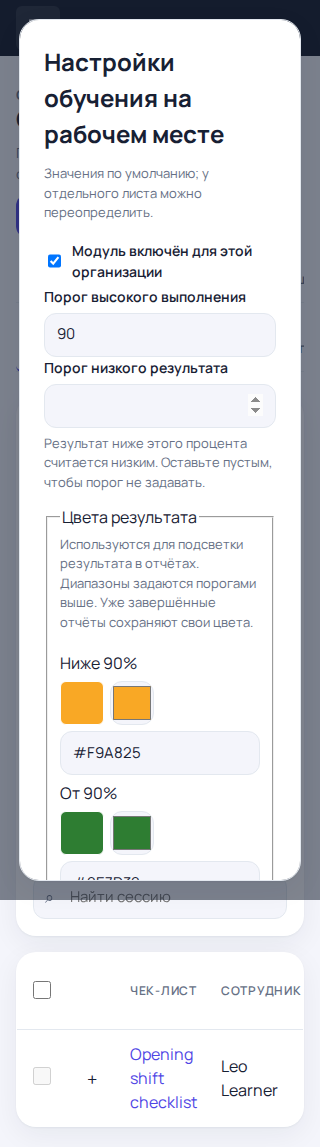 Настройки
обучения на
рабочем месте
Значения по умолчанию; у
отдельного листа можно
переопределить.
Модуль включён для этой
организации
Порог высокого выполнения
90
Порог низкого результата
Результат ниже этого процента
считается низким. Оставьте пустым,
чтобы порог не задавать.
Цвета результата
Используются для подсветки
результата в отчётах.
Диапазоны задаются порогами
выше. Уже завершённые
отчёты сохраняют свои цвета.
Ниже 90%
#F9A825
От 90%
Найти сессию
ЧЕК-ЛИСТ СОТРУДНИК
+ Opening
shift
checklist
Leo
Learner